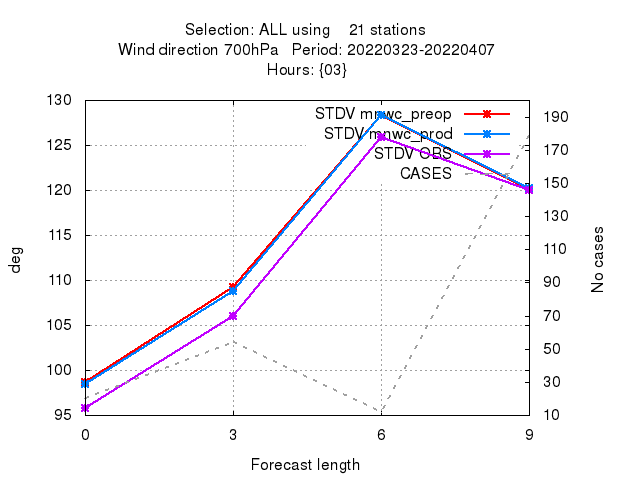 Selection: ALL using 21 stations
Wind direction 700hPa Period: 20220323-20220407
Hours: {03}
130
125
120
115
110
105
100
95
190
170
150
130
110
90
70
50
30
10
STDV mnwc_preop
STDV mnwc_prod
STDV OBS
CASES
deg
No cases
0 3 6 9
Forecast length